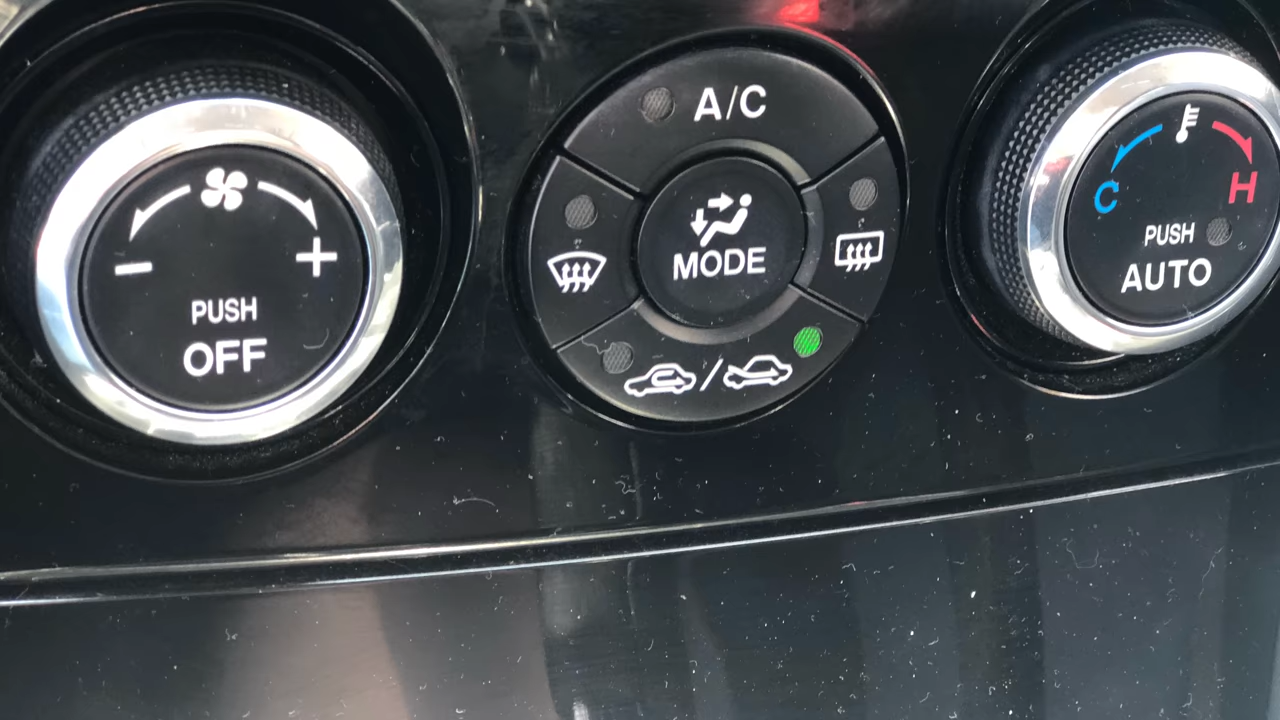 - +
PUSH
OFF
A/C
MODE
/
C H
PUSH
AUTO